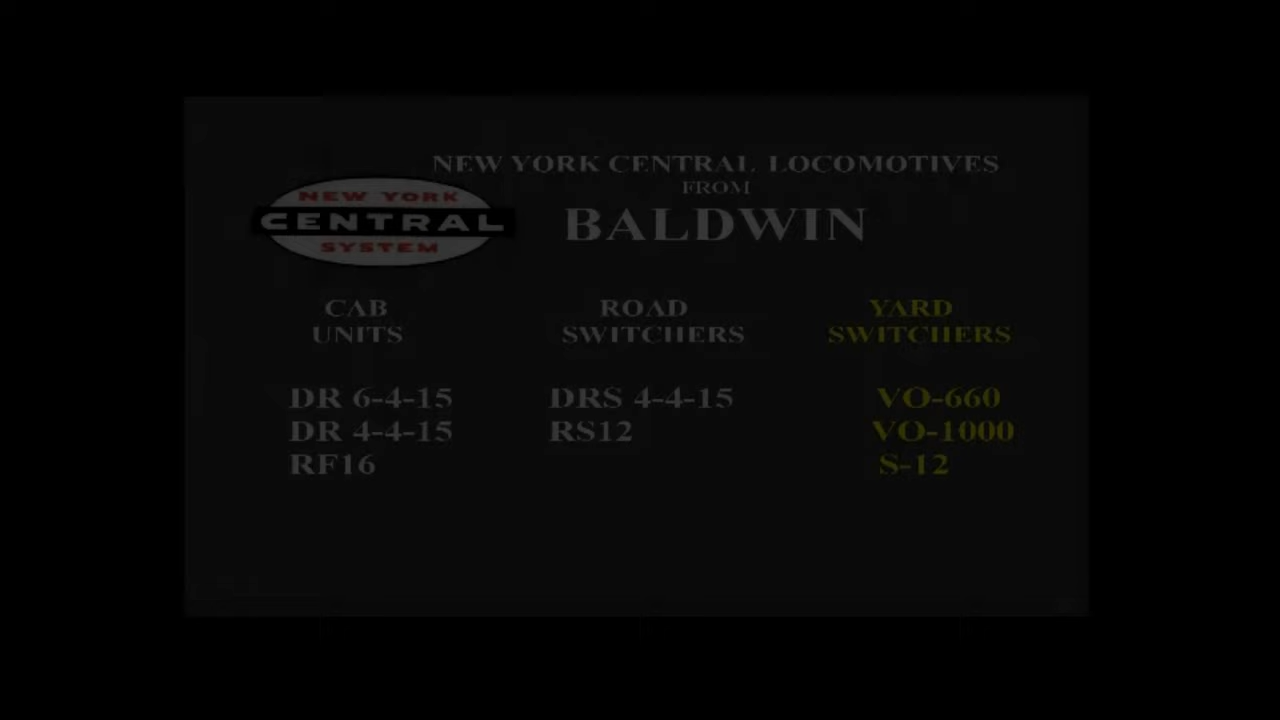 NEW YORK CENTRAL LOCOMOTIVES
FROM
BALDWIN
NEW YORK
CENTRAL
SYSTEM
CAB
UNITS
DR 6-4-15
DR 4-4-15
RF16
ROAD
SWITCHERS
DRS 4-4-15
RS12
YARD
SWITCHERS
VO-660
VO-1000
S-12